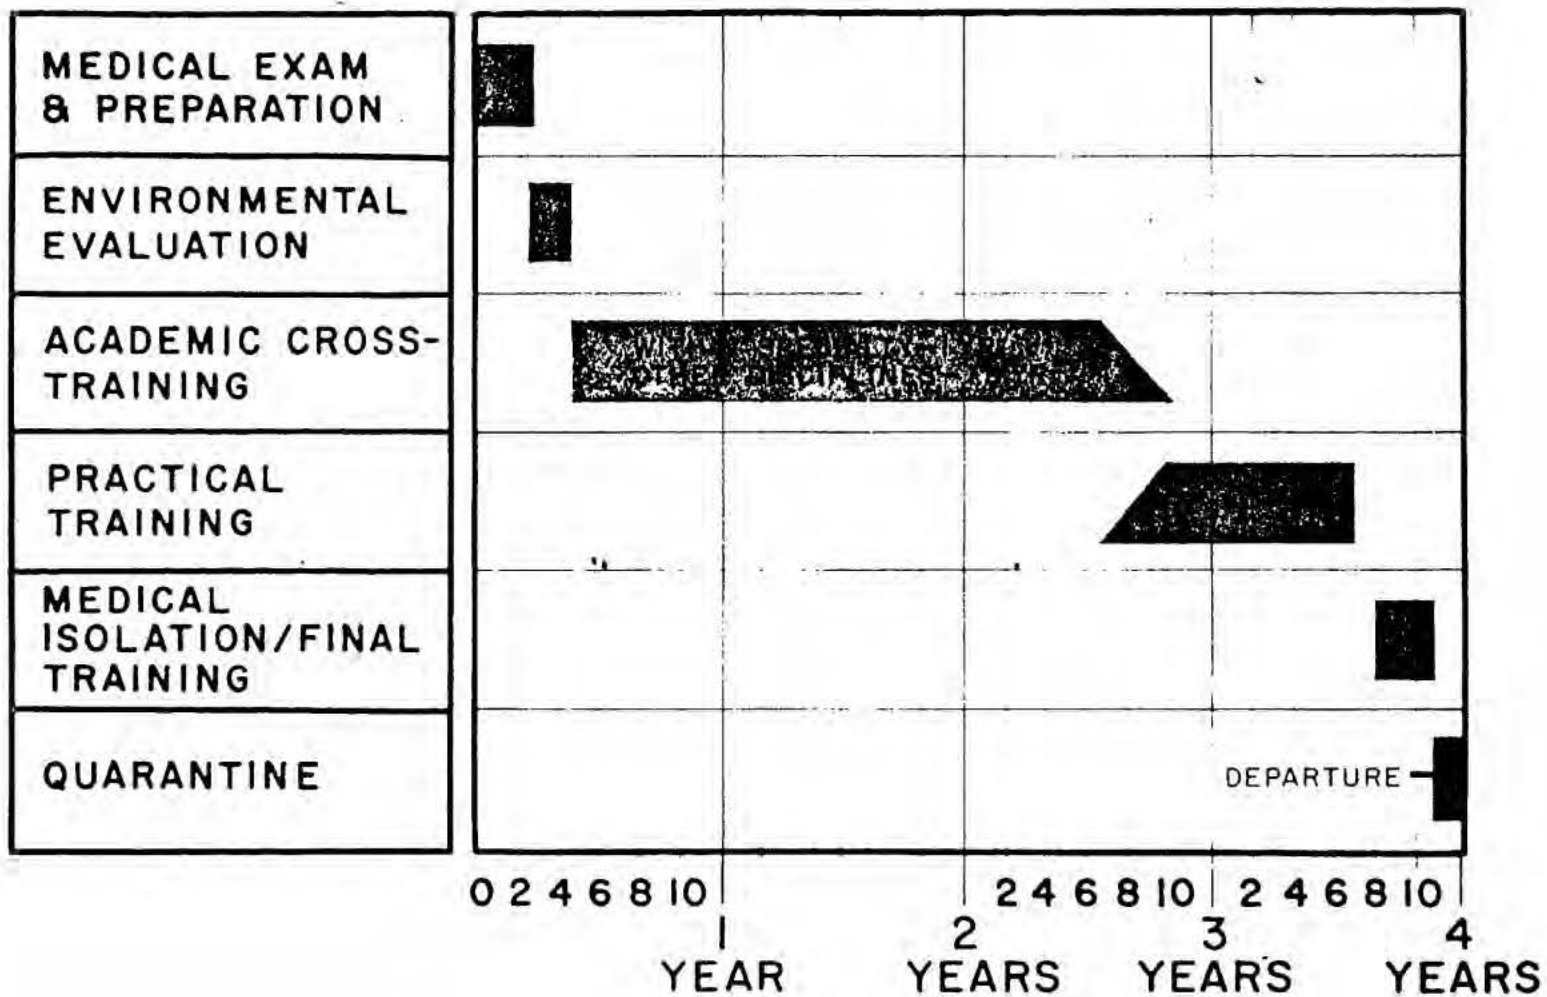 MEDICAL EXAM
& PREPARATION
ENVIRONMENTAL
EVALUATION
ACADEMIC CROSS-
TRAINING
OTHER DISCIPLINES
PRACTICAL
TRAINING
MEDICAL
ISOLATION/FINAL
TRAINING
QUARANTINE
DEPARTURE
0 2 4 6 8 10 2 4 6 8 10 2 4 6 8 10
1 2 3 4
YEAR YEARS YEARS YEARS